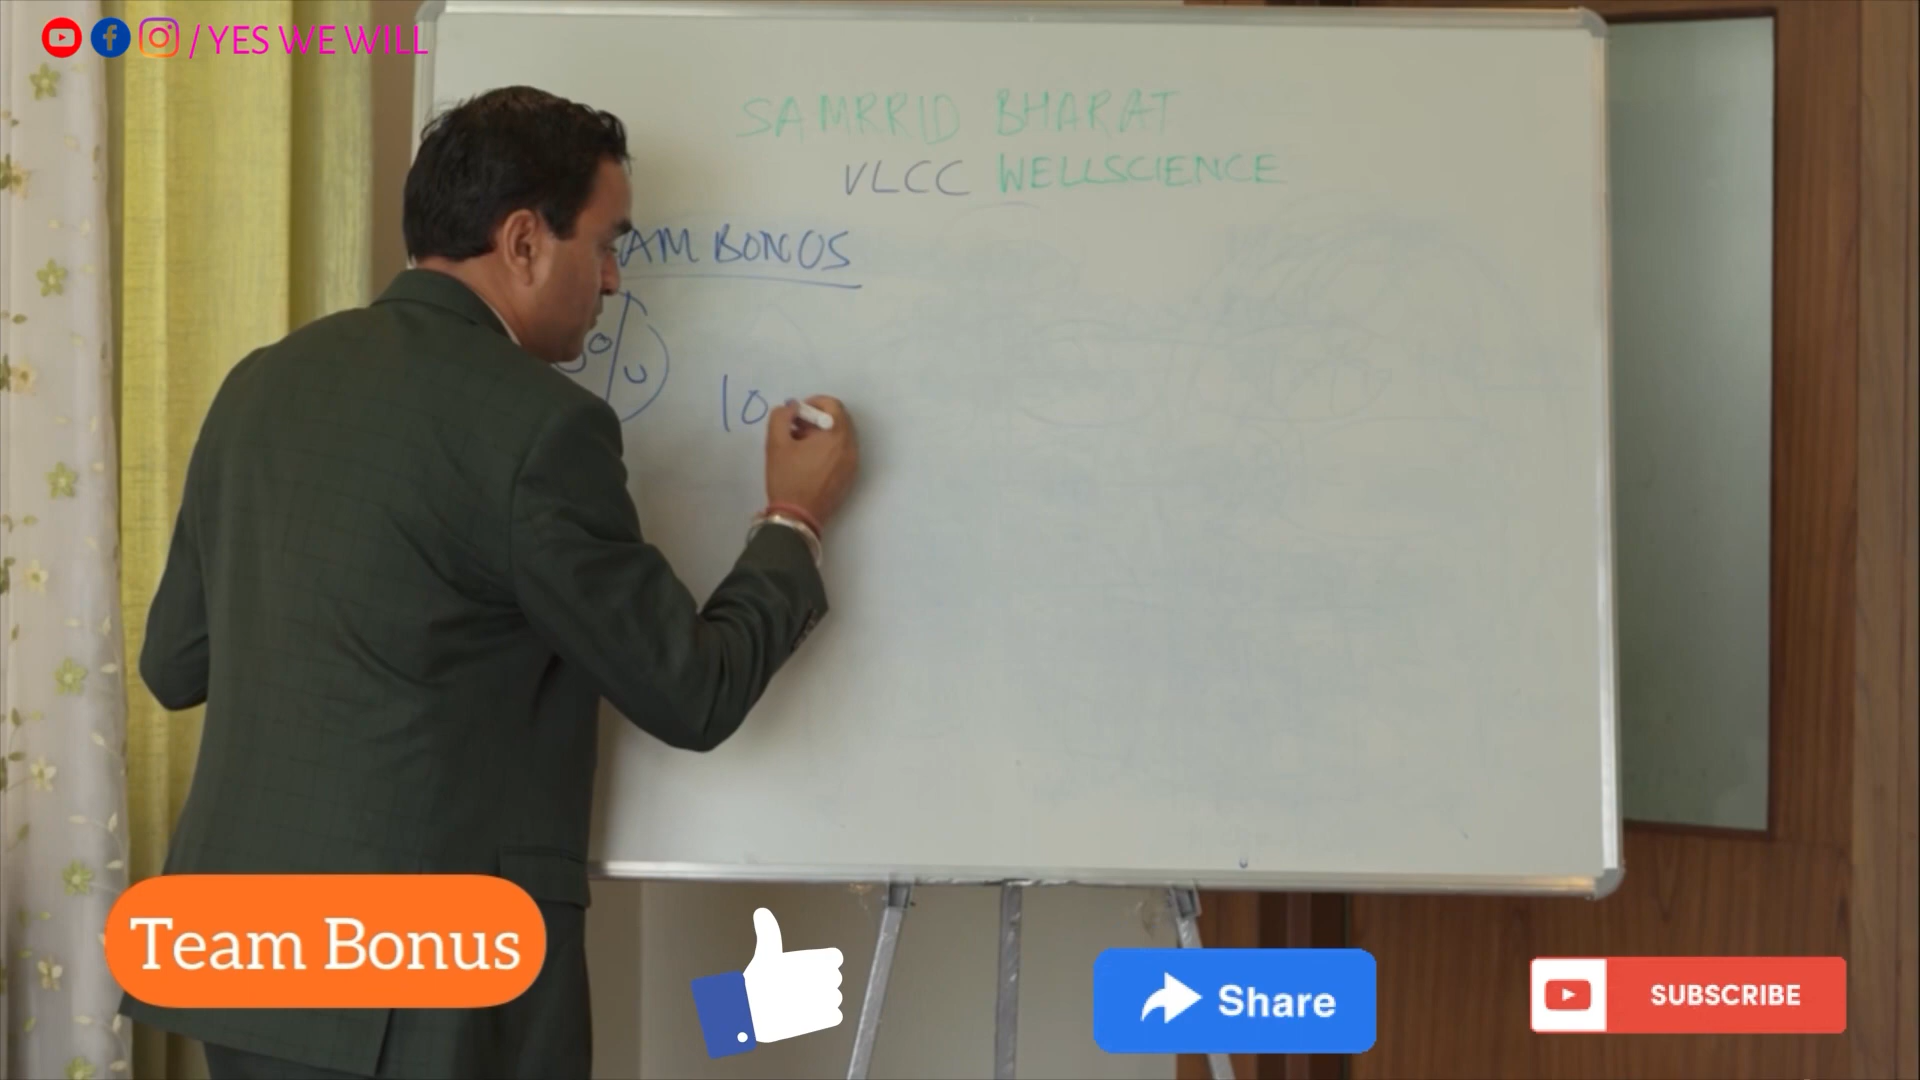 / YES WE WILL
SAMRRID BHARAT
VLCC WELLSCIENCE
AM BONUS
%
10
Team Bonus
Share
SUBSCRIBE